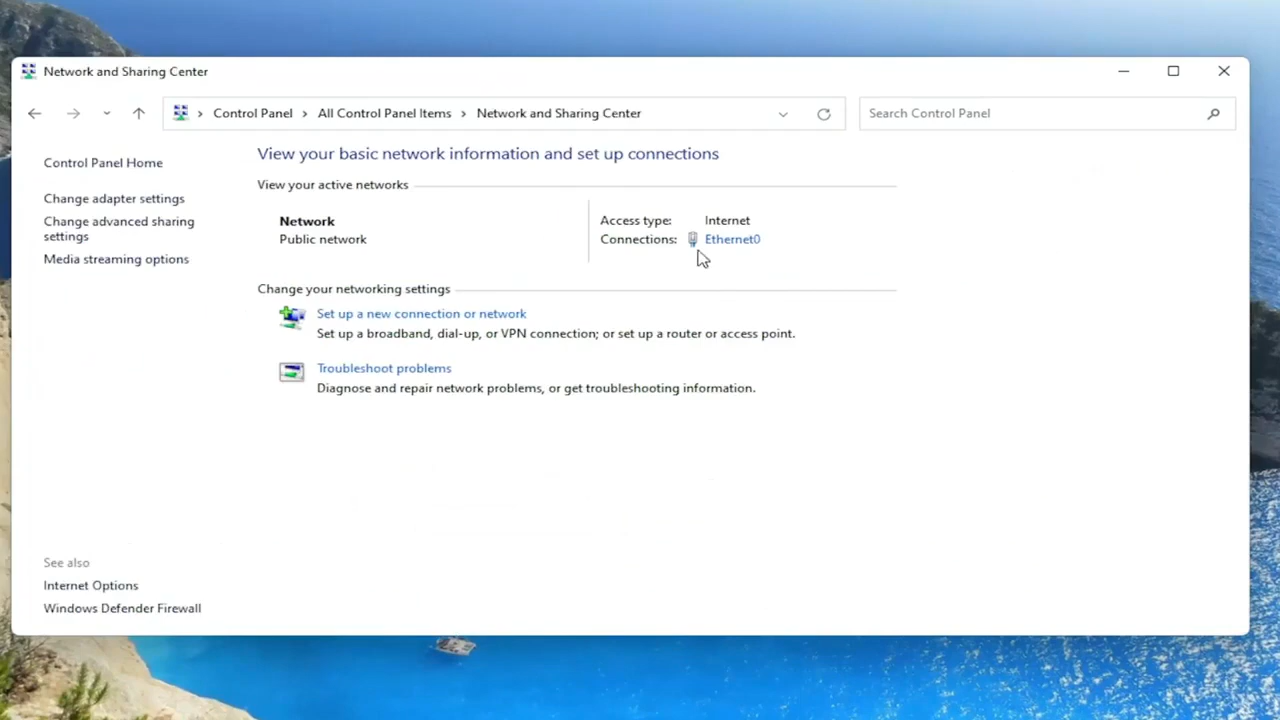 Network and Sharing Center
Control Panel > All Control Panel Items > Network and Sharing Center
Search Control Panel
Control Panel Home
Change adapter settings
Change advanced sharing
settings
Media streaming options
View your basic network information and set up connections
View your active networks
Network
Public network
Access type: Internet
Connections: Ethernet0
Change your networking settings
Set up a new connection or network
Set up a broadband, dial-up, or VPN connection; or set up a router or access point.
Troubleshoot problems
Diagnose and repair network problems, or get troubleshooting information.
See also
Internet Options
Windows Defender Firewall